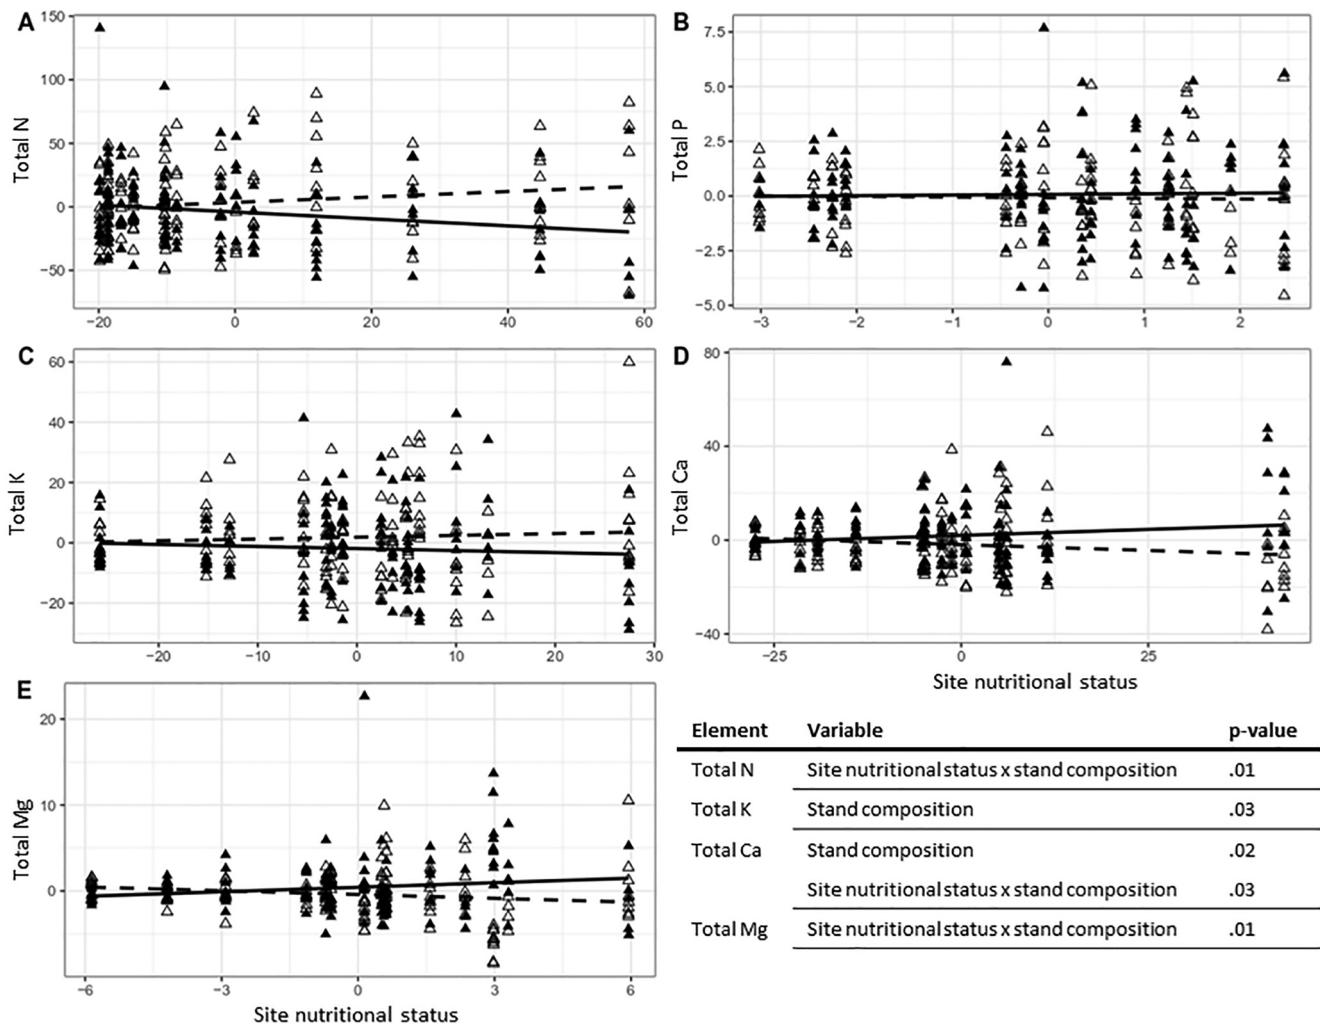 A
150
100
50
0
−50
Total N
−20 0 20 40 60
B
7.5
5.0
2.5
0.0
−2.5
−5.0
Total P
−3 −2 −1 0 1 2
C
60
40
20
0
−20
Total K
−20 −10 0 10 20 30
D
80
40
0
−40
Total Ca
−25 0 25
Site nutritional status
E
20
10
0
Total Mg
−6 −3 0 3 6
Site nutritional status
Element Variable p-value
Total N Site nutritional status x stand composition .01
Total K Stand composition .03
Total Ca Stand composition .02
Site nutritional status x stand composition .03
Total Mg Site nutritional status x stand composition .01